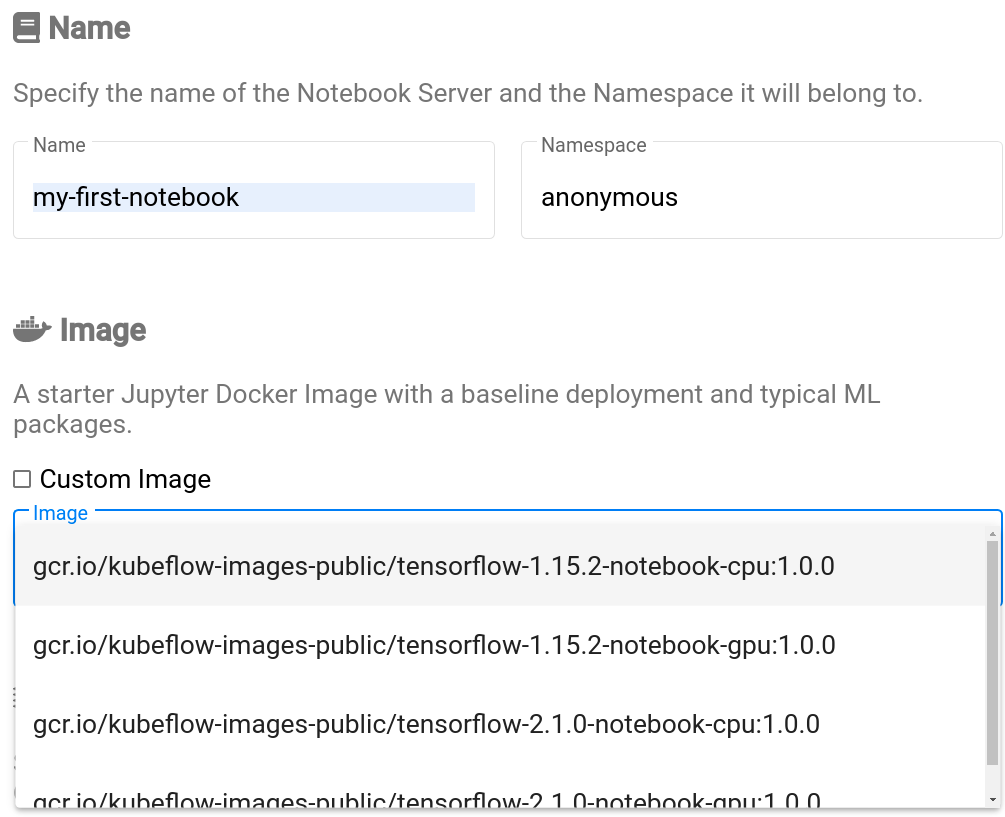 Name
Specify the name of the Notebook Server and the Namespace it will belong to.
Name
Namespace
my-first-notebook
anonymous
Image
A starter Jupyter Docker Image with a baseline deployment and typical ML
packages.
Custom Image
Image
gcr.io/kubeflow-images-public/tensorflow-1.15.2-notebook-cpu:1.0.0
gcr.io/kubeflow-images-public/tensorflow-1.15.2-notebook-gpu:1.0.0
gcr.io/kubeflow-images-public/tensorflow-2.1.0-notebook-cpu:1.0.0
gcr.io/kubeflow-images-public/tensorflow-2.1.0-notebook-gpu:1.0.0